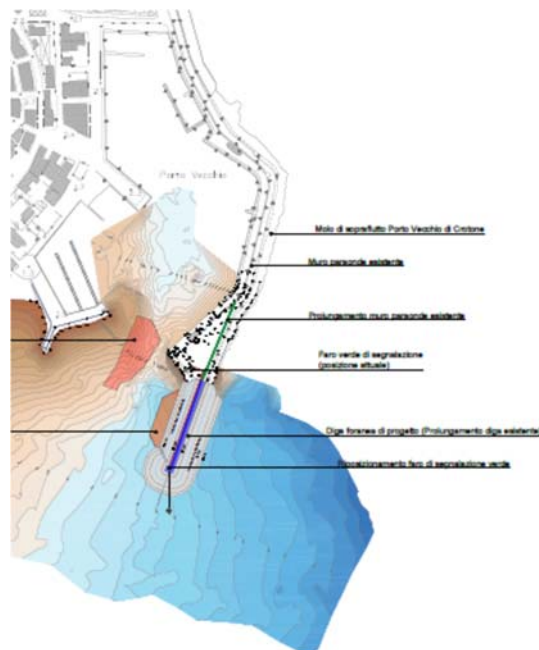 Porto Vecchio
Molo di sopraflutto Porto Vecchio di Crotone
Muro paraonde esistente
Prolungamento muro paraonde esistente
Faro verde di segnalazione
(posizione attuale)
Diga foranea di progetto (Prolungamento diga esistente)
Riposizionamento faro di segnalazione verde